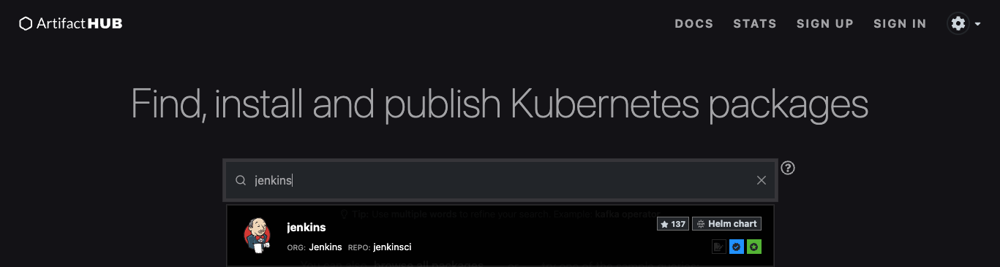 ArtifactHUB DOCS STATS SIGN UP SIGN IN
Find, install and publish Kubernetes packages
jenkins
Tip: Use multiple words to refine your search. Example: kafka operator
jenkins 137 Helm chart
ORG: Jenkins REPO: jenkinsci
You can also browse all packages